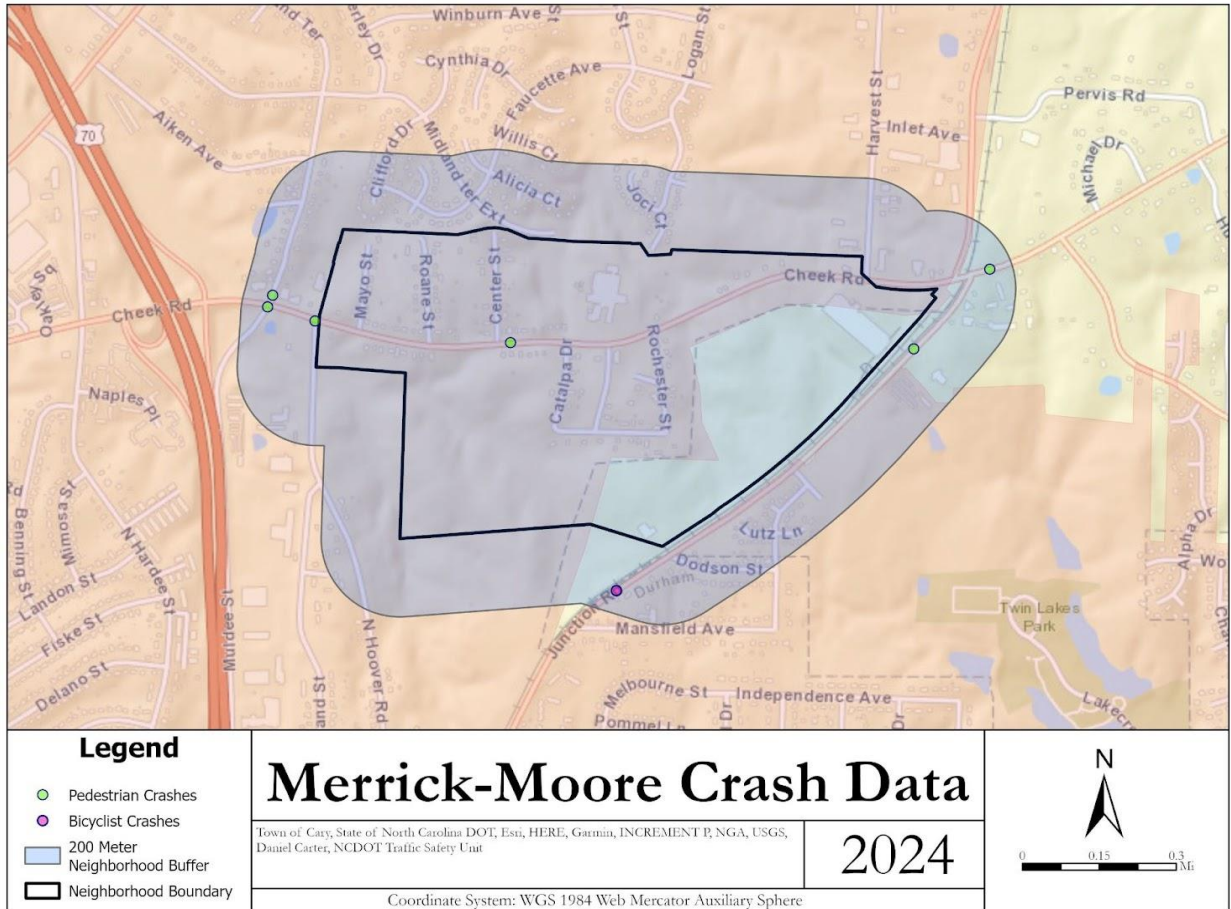 Winburn Ave
Cynthia Dr
Faucette Ave
Logan St
Harvest St
Pervis Rd
Inlet Ave
Michael Dr
70
Aiken Ave
Clifford Dr
Midland ter Ext
Willis Ct
Alicia Ct
Joci Ct
Oakley Sq
Cheek Rd
Mayo St
Roane St
Center St
Cheek Rd
Catalpa Dr
Rochester St
Naples Pl
Benning St
Mimosa St
N Hardee St
Landon St
Fiske St
Delano St
N Hoover Rd
Junction Rd
Lutz Ln
Dodson St
Durham
Mansfield Ave
Melbourne St
Independence Ave
Pommel Ln
Twin Lakes
Park
Alpha Dr
Legend
Pedestrian Crashes
Bicyclist Crashes
200 Meter
Neighborhood Buffer
Neighborhood Boundary
Merrick-Moore Crash Data
Town of Cary, State of North Carolina DOT, Esri, HERE, Garmin, INCREMENT P, NGA, USGS,
Daniel Carter, NCDOT Traffic Safety Unit
2024
Coordinate System: WGS 1984 Web Mercator Auxiliary Sphere
N
0 0.15 0.3
Mi